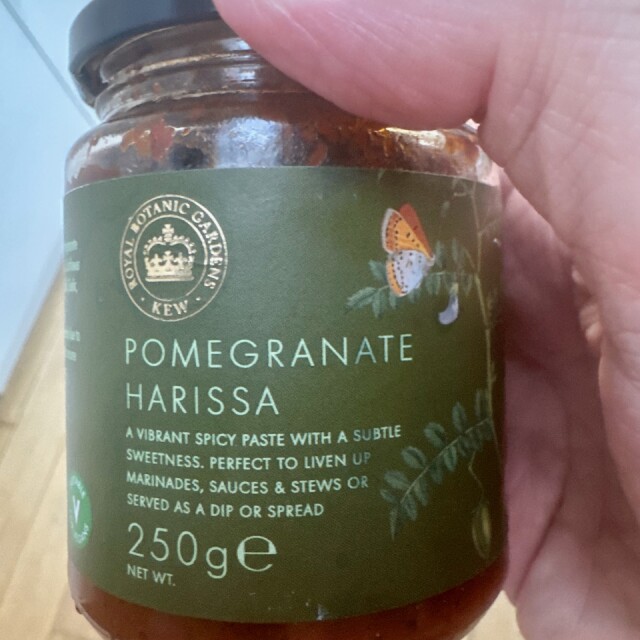 ROYAL BOTANIC GARDENS
KEW
POMEGRANATE
HARISSA
A VIBRANT SPICY PASTE WITH A SUBTLE
SWEETNESS. PERFECT TO LIVEN UP
MARINADES, SAUCES & STEWS OR
SERVED AS A DIP OR SPREAD
V
250g℮
NET WT.